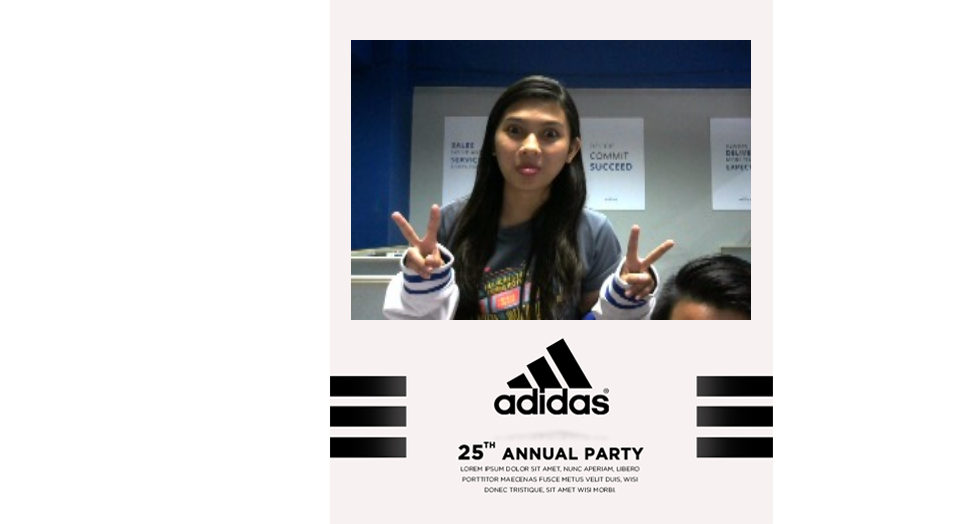 SALES
SERVICE
COMMIT
SUCCEED
DELIVE
EXPECT
adidas®
25TH ANNUAL PARTY
LOREM IPSUM DOLOR SIT AMET, NUNC APERIAM, LIBERO
PORTTITOR MAECENAS FUSCE METUS VELIT DUIS, WISI
DONEC TRISTIQUE, SIT AMET WISI MORBI.